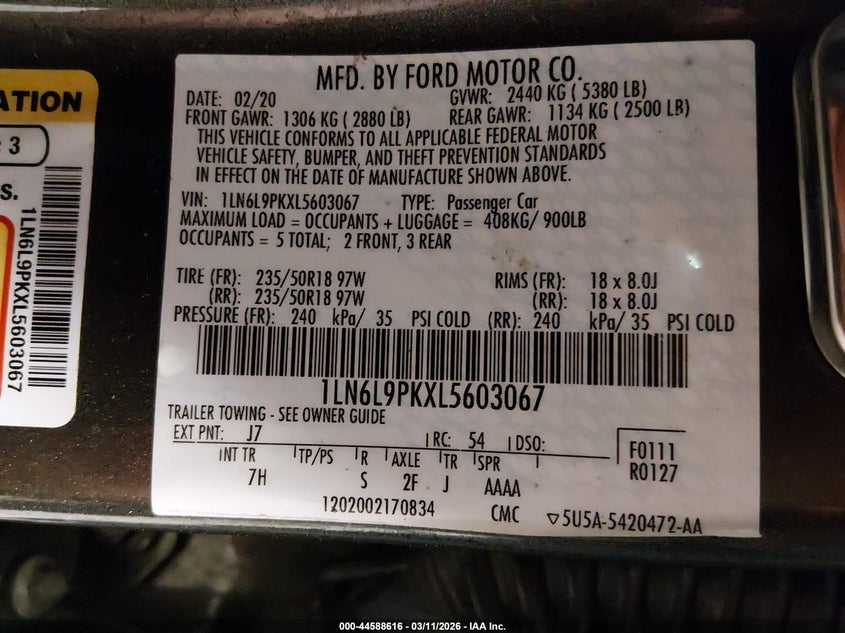 ATION
: 3
S.
1LN6L9PKXL5603067
MFD. BY FORD MOTOR CO.
DATE: 02/20 GVWR: 2440 KG ( 5380 LB)
FRONT GAWR: 1306 KG ( 2880 LB) REAR GAWR: 1134 KG ( 2500 LB)
THIS VEHICLE CONFORMS TO ALL APPLICABLE FEDERAL MOTOR
VEHICLE SAFETY, BUMPER, AND THEFT PREVENTION STANDARDS
IN EFFECT ON THE DATE OF MANUFACTURE SHOWN ABOVE.
VIN: 1LN6L9PKXL5603067 TYPE: Passenger Car
MAXIMUM LOAD = OCCUPANTS + LUGGAGE = 408KG/ 900LB
OCCUPANTS = 5 TOTAL; 2 FRONT, 3 REAR
TIRE (FR): 235/50R18 97W RIMS (FR): 18 x 8.0J
(RR): 235/50R18 97W (RR): 18 x 8.0J
PRESSURE (FR): 240 kPa/ 35 PSI COLD (RR): 240 kPa/ 35 PSI COLD
1LN6L9PKXL5603067
TRAILER TOWING - SEE OWNER GUIDE
EXT PNT: J7 RC: 54 DSO:
F0111
R0127
INT TR TP/PS R AXLE TR SPR
7H S 2F J AAAA
1202002170834 CMC ▽5U5A-5420472-AA
000-44588616 - 03/11/2026 - IAA Inc.